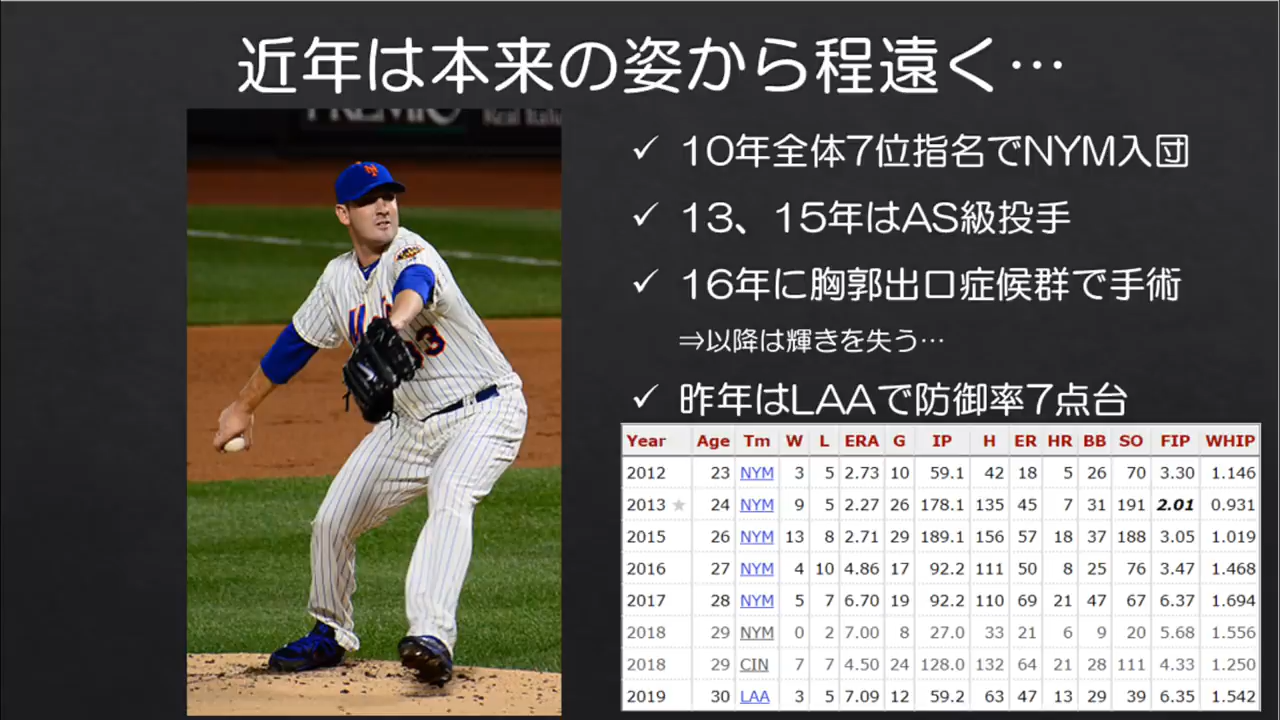 近年は本来の姿から程遠く…
PREMIO
✓ 10年全体7位指名でNYM入団
✓ 13、15年はAS級投手
✓ 16年に胸郭出口症候群で手術
⇒以降は輝きを失う…
✓ 昨年はLAAで防御率7点台
Year Age Tm W L ERA G IP H ER HR BB SO FIP WHIP
2012 23 NYM 3 5 2.73 10 59.1 42 18 5 26 70 3.30 1.146
2013 ★ 24 NYM 9 5 2.27 26 178.1 135 45 7 31 191 2.01 0.931
2015 26 NYM 13 8 2.71 29 189.1 156 57 18 37 188 3.05 1.019
2016 27 NYM 4 10 4.86 17 92.2 111 50 8 25 76 3.47 1.468
2017 28 NYM 5 7 6.70 19 92.2 110 69 21 47 67 6.37 1.694
2018 29 NYM 0 2 7.00 8 27.0 33 21 6 9 20 5.68 1.556
2018 29 CIN 7 7 4.50 24 128.0 132 64 21 28 111 4.33 1.250
2019 30 LAA 3 5 7.09 12 59.2 63 47 13 29 39 6.35 1.542